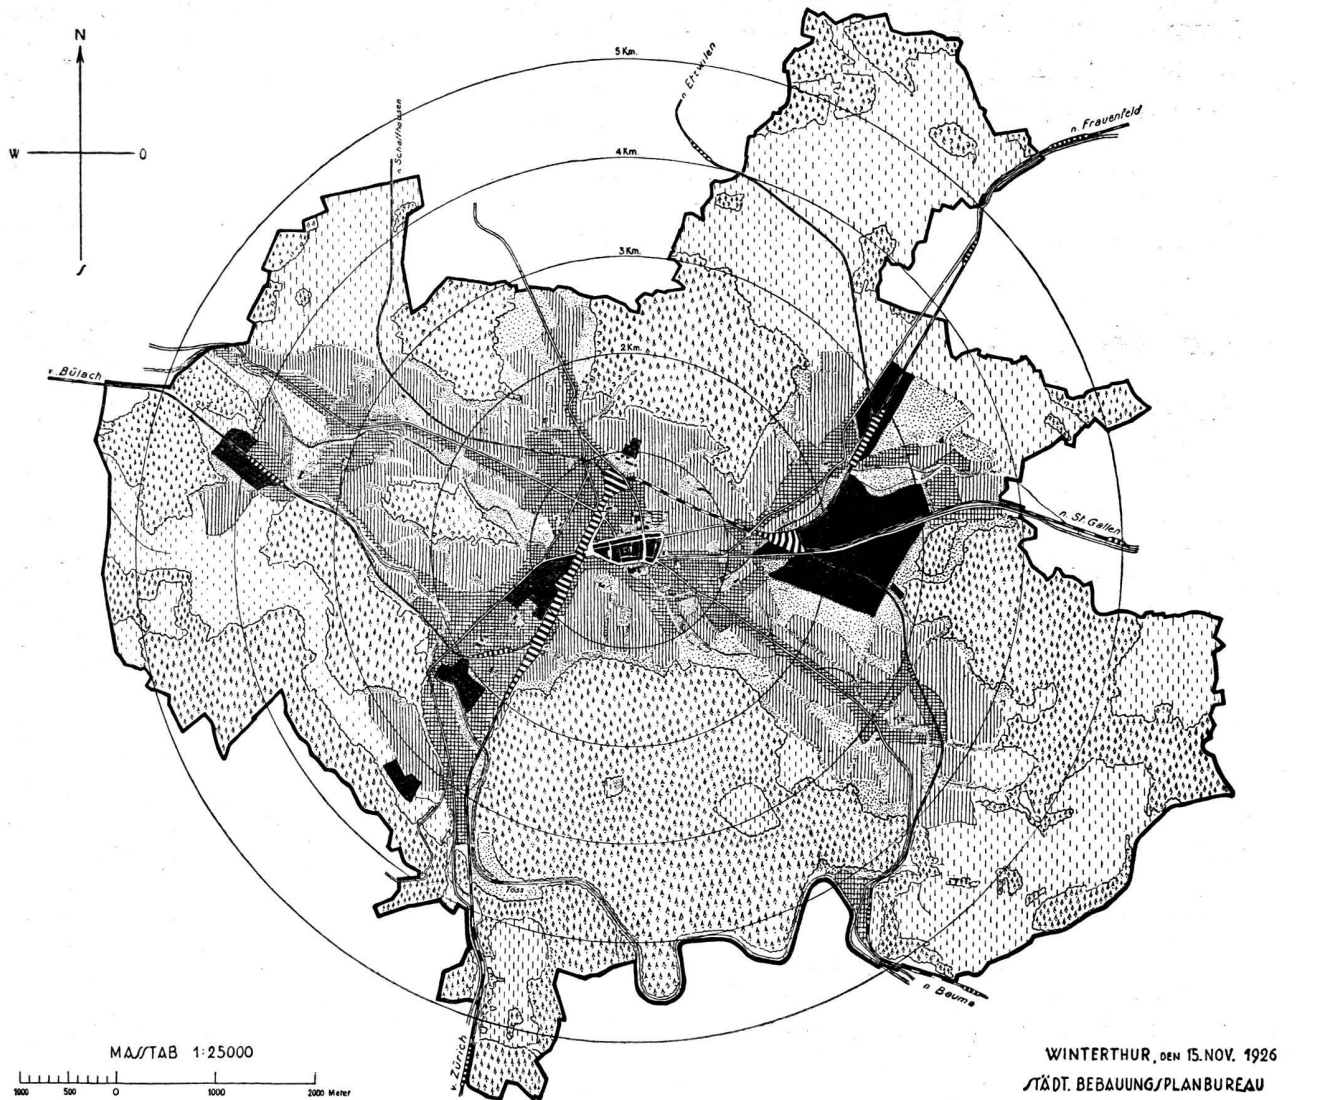 N
W O
S
5 Km.
n. Etzwilen
n. Schaffhausen
n. Frauenfeld
4 Km.
3 Km.
2 Km.
v. Bülach
n. St. Gallen
Töss
n. Bauma
v. Zürich
MASSTAB 1:25000
1000 500 0 1000 2000 Meter
WINTERTHUR, DEN 15. NOV. 1926
STÄDT. BEBAUUNGSPLANBUREAU